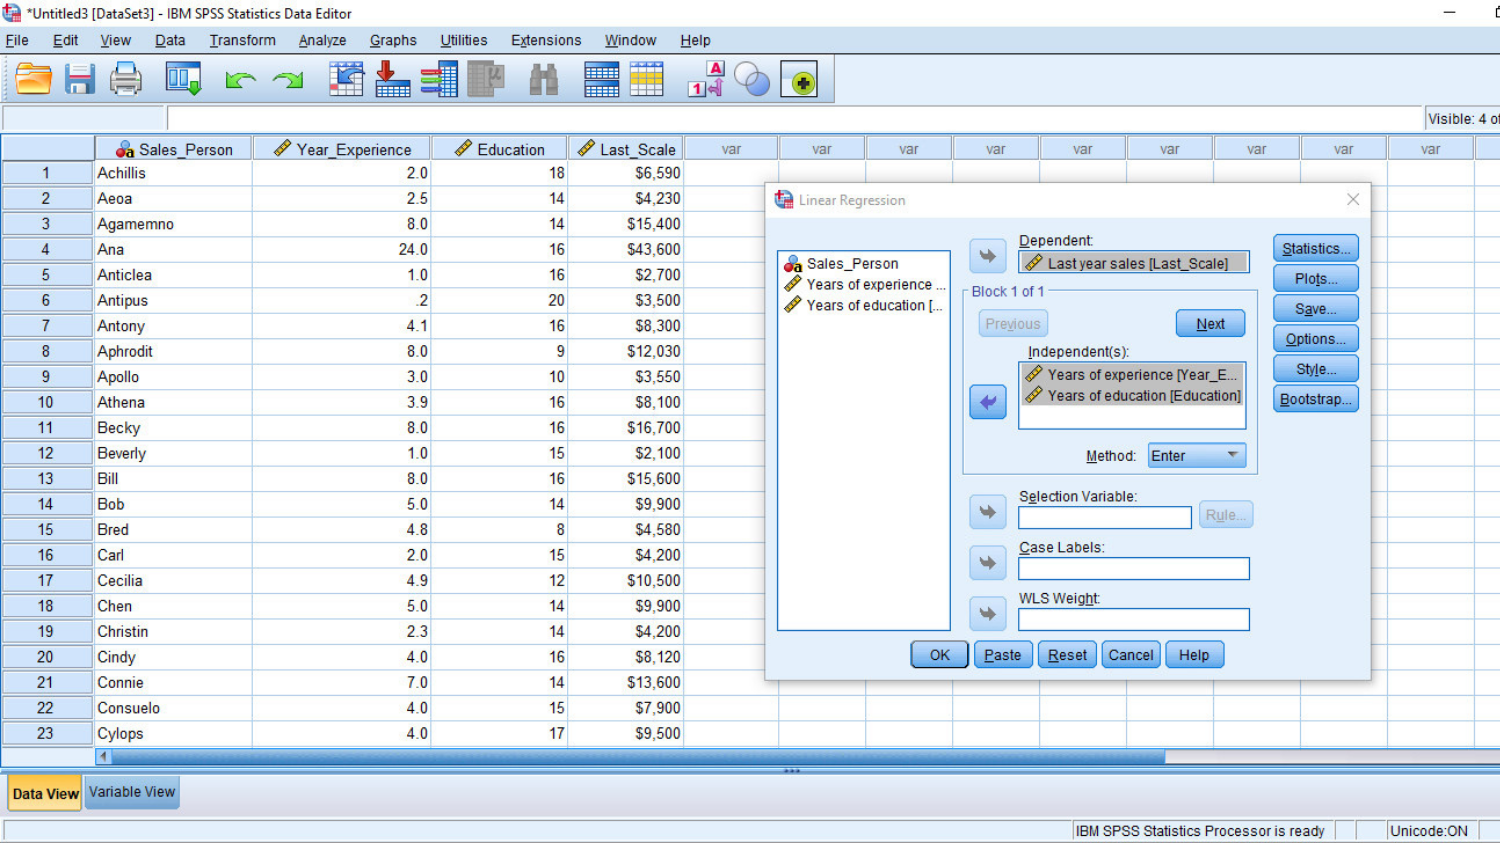 *Untitled3 [DataSet3] - IBM SPSS Statistics Data Editor
File Edit View Data Transform Analyze Graphs Utilities Extensions Window Help
Visible: 4 of
Sales_Person Year_Experience Education Last_Scale var var var var var var var var var
1 Achillis 2.0 18 $6,590
2 Aeoa 2.5 14 $4,230
3 Agamemno 8.0 14 $15,400
4 Ana 24.0 16 $43,600
5 Anticlea 1.0 16 $2,700
6 Antipus .2 20 $3,500
7 Antony 4.1 16 $8,300
8 Aphrodit 8.0 9 $12,030
9 Apollo 3.0 10 $3,550
10 Athena 3.9 16 $8,100
11 Becky 8.0 16 $16,700
12 Beverly 1.0 15 $2,100
13 Bill 8.0 16 $15,600
14 Bob 5.0 14 $9,900
15 Bred 4.8 8 $4,580
16 Carl 2.0 15 $4,200
17 Cecilia 4.9 12 $10,500
18 Chen 5.0 14 $9,900
19 Christin 2.3 14 $4,200
20 Cindy 4.0 16 $8,120
21 Connie 7.0 14 $13,600
22 Consuelo 4.0 15 $7,900
23 Cylops 4.0 17 $9,500
Linear Regression
Sales_Person
Years of experience ...
Years of education [...
Dependent:
Last year sales [Last_Scale]
Block 1 of 1
Previous Next
Independent(s):
Years of experience [Year_E...
Years of education [Education]
Method: Enter
Selection Variable:
Rule...
Case Labels:
WLS Weight:
Statistics...
Plots...
Save...
Options...
Style...
Bootstrap...
OK Paste Reset Cancel Help
Data View Variable View
IBM SPSS Statistics Processor is ready Unicode:ON